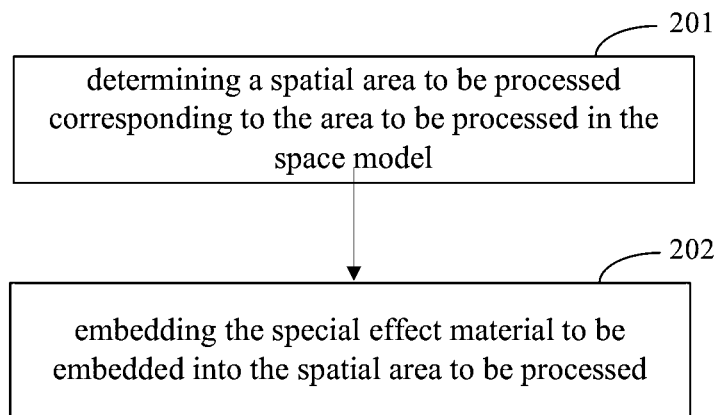 201
determining a spatial area to be processed
corresponding to the area to be processed in the
space model
202
embedding the special effect material to be
embedded into the spatial area to be processed